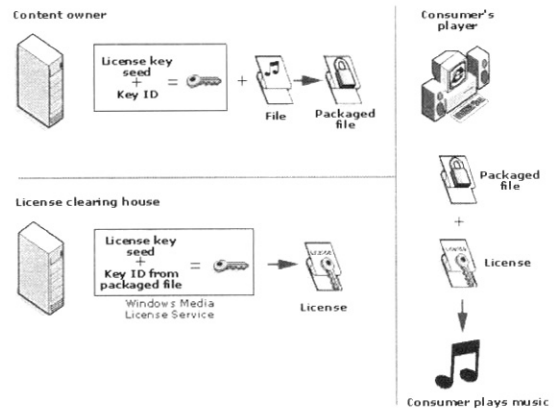 Content owner
License key
seed
+
Key ID
=
+
File
Packaged
file
License clearing house
License key
seed
+
Key ID from
packaged file
=
Windows Media
License Service
License
Consumer's
player
Packaged
file
+
License
Consumer plays music